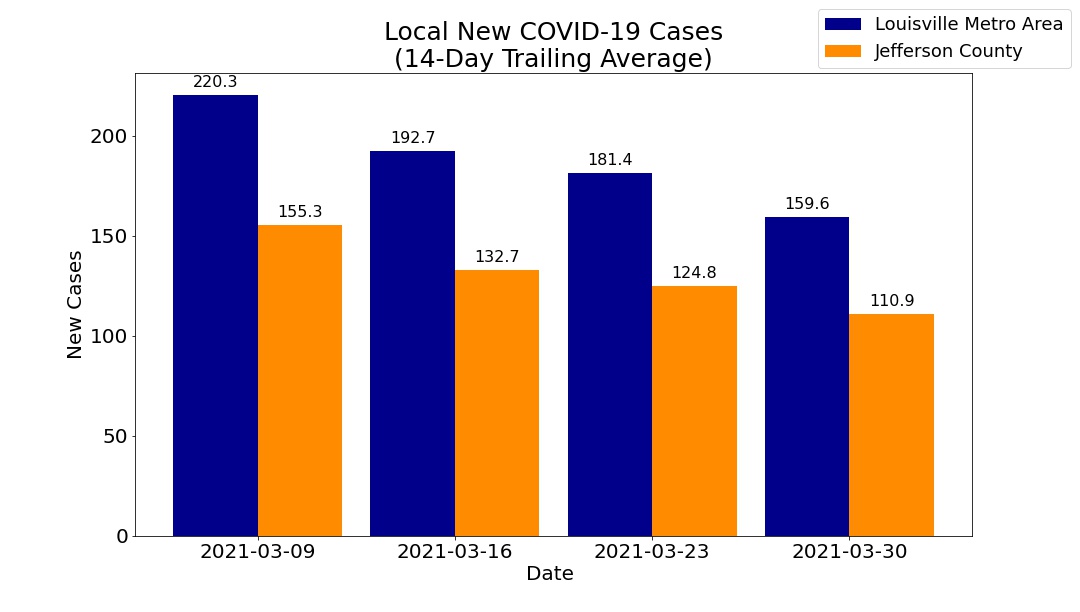 Local New COVID-19 Cases
(14-Day Trailing Average)
Louisville Metro Area
Jefferson County
New Cases
200
150
100
50
0
220.3
155.3
192.7
132.7
181.4
124.8
159.6
110.9
2021-03-09
2021-03-16
2021-03-23
2021-03-30
Date